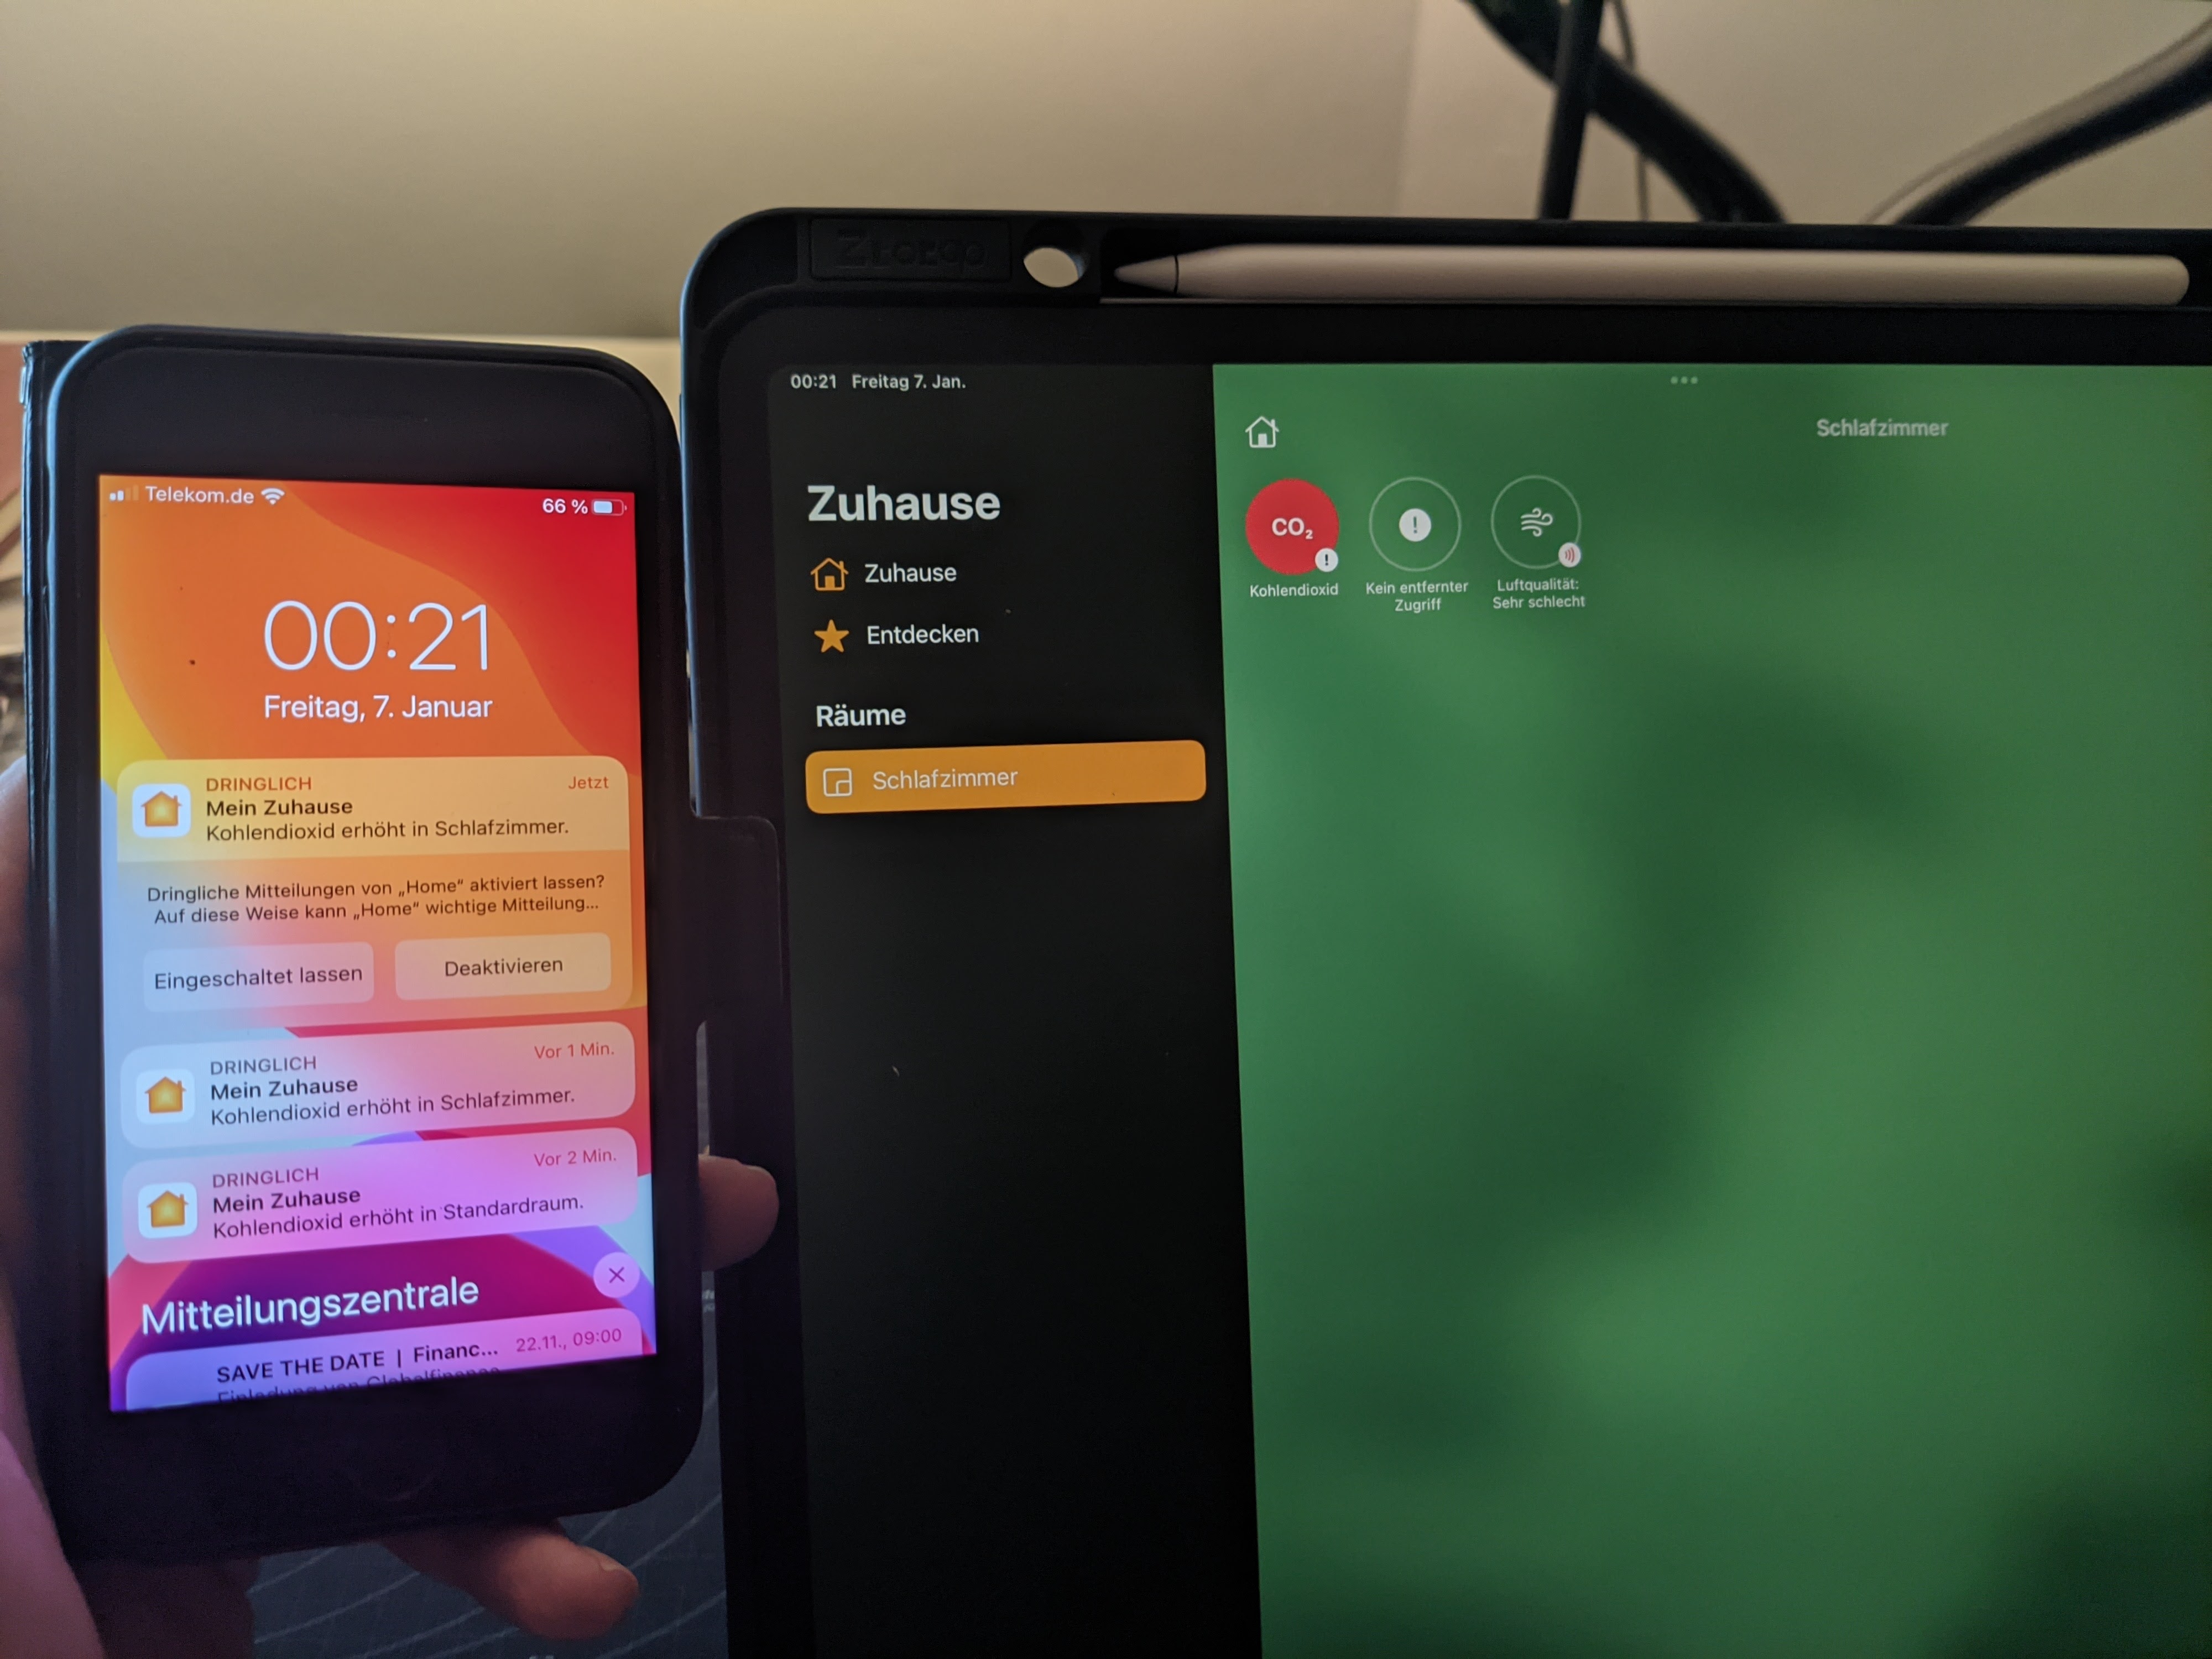 Telekom.de
66 %
00:21
Freitag, 7. Januar
DRINGLICH
Jetzt
Mein Zuhause
Kohlendioxid erhöht in Schlafzimmer.
Dringliche Mitteilungen von „Home“ aktiviert lassen?
Auf diese Weise kann „Home“ wichtige Mitteilung...
Eingeschaltet lassen
Deaktivieren
DRINGLICH
Vor 1 Min.
Mein Zuhause
Kohlendioxid erhöht in Schlafzimmer.
DRINGLICH
Vor 2 Min.
Mein Zuhause
Kohlendioxid erhöht in Standardraum.
Mitteilungszentrale
SAVE THE DATE | Financ...
22.11., 09:00
Einladung von Globalfinance
00:21 Freitag 7. Jan.
Zuhause
Zuhause
Entdecken
Räume
Schlafzimmer
Schlafzimmer
CO₂
Kohlendioxid
Kein entfernter
Zugriff
Luftqualität:
Sehr schlecht